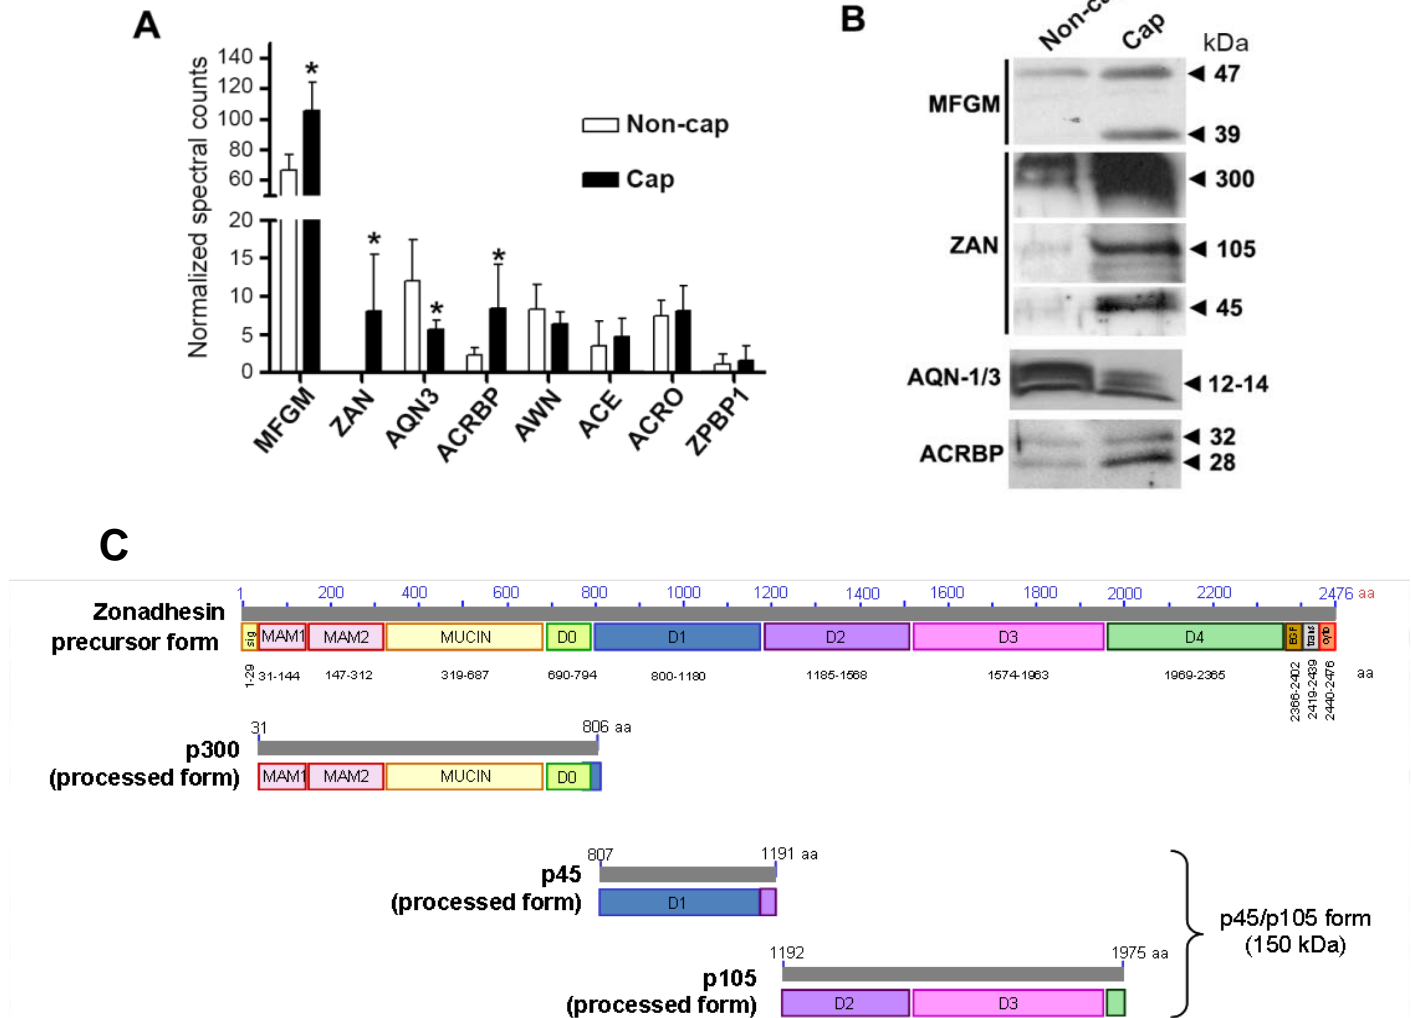 A
Normalized spectral counts
140
120
100
80
60
20
15
10
5
0
*
*
*
*
Non-cap
Cap
MFGM
ZAN
AQN3
ACRBP
AWN
ACE
ACRO
ZPBP1
B
Cap
kDa
MFGM
47
39
ZAN
300
105
45
AQN-1/3
12-14
ACRBP
32
28
C
1 200 400 600 800 1000 1200 1400 1600 1800 2000 2200 2476 aa
Zonadhesin
precursor form
sig MAM1 MAM2 MUCIN D0 D1 D2 D3 D4 EGF trans cyto
1-29 31-144 147-312 319-687 690-794 800-1180 1185-1568 1574-1963 1969-2365 2366-2402 2419-2439 2440-2476 aa
31 806 aa
p300
(processed form)
MAM1 MAM2 MUCIN D0
807 1191 aa
p45
(processed form)
D1
1192 1975 aa
p105
(processed form)
D2 D3
p45/p105 form
(150 kDa)